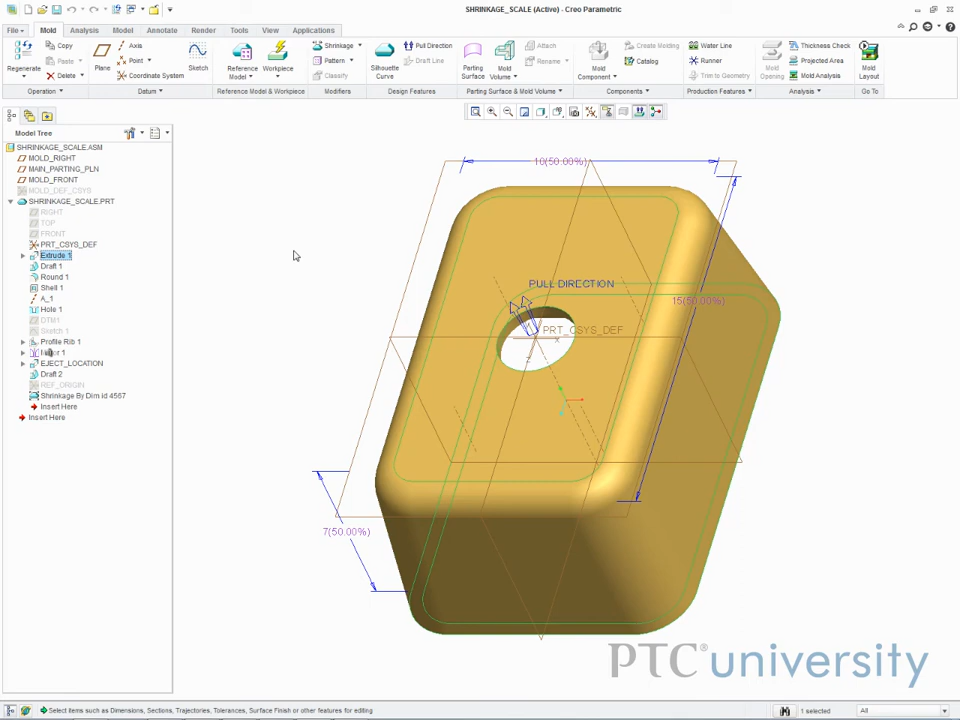 SHRINKAGE_SCALE (Active) - Creo Parametric
File Mold Analysis Model Annotate Render Tools View Applications
Regenerate Copy Paste Delete Plane Axis Point Coordinate System Sketch Reference Model Workpiece Shrinkage Pattern Classify Silhouette Curve Pull Direction Draft Line Parting Surface Mold Volume Attach Rename Mold Component Create Molding Catalog Water Line Runner Trim to Geometry Mold Opening Thickness Check Projected Area Mold Analysis Mold Layout
Operation Datum Reference Model & Workpiece Modifiers Design Features Parting Surface & Mold Volume Components Production Features Analysis Go To
Model Tree
SHRINKAGE_SCALE.ASM
MOLD_RIGHT
MAIN_PARTING_PLN
MOLD_FRONT
MOLD_DEF_CSYS
SHRINKAGE_SCALE.PRT
RIGHT
TOP
FRONT
PRT_CSYS_DEF
Extrude 1
Draft 1
Round 1
Shell 1
A_1
Hole 1
DTM1
Sketch 1
Profile Rib 1
EJECT_LOCATION
Draft 2
REF_ORIGIN
Shrinkage By Dim id 4567
Insert Here
Insert Here
10(50.00%)
PULL DIRECTION
15(50.00%)
PRT_CSYS_DEF
X
Z
7(50.00%)
PTC® university
Select items such as Dimensions, Sections, Trajectories, Tolerances, Surface Finish or other features for editing
1 selected
All